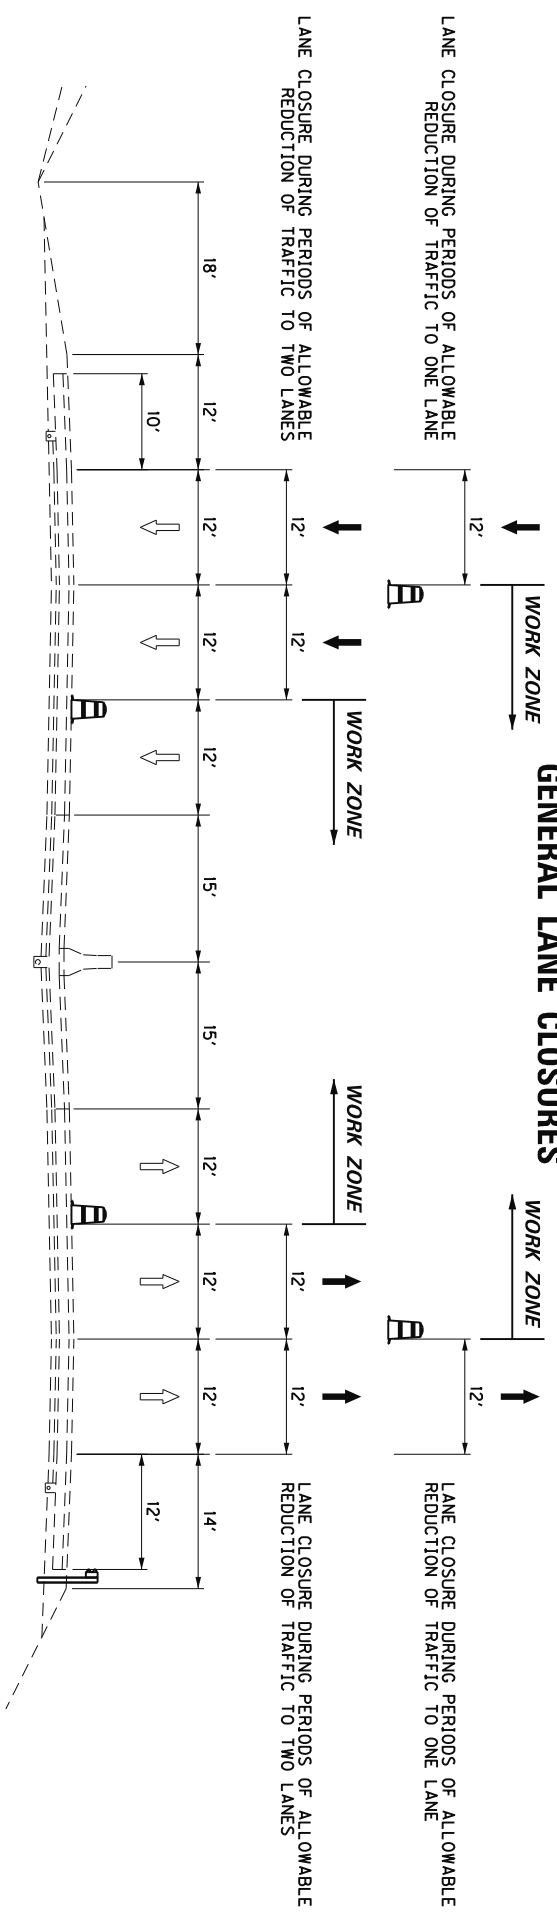 GENERAL LANE CLOSURES
WORK ZONE
WORK ZONE
12'
12'
LANE CLOSURE DURING PERIODS OF ALLOWABLE
REDUCTION OF TRAFFIC TO ONE LANE
LANE CLOSURE DURING PERIODS OF ALLOWABLE
REDUCTION OF TRAFFIC TO ONE LANE
WORK ZONE
WORK ZONE
LANE CLOSURE DURING PERIODS OF ALLOWABLE
REDUCTION OF TRAFFIC TO TWO LANES
12'
12'
12'
12'
LANE CLOSURE DURING PERIODS OF ALLOWABLE
REDUCTION OF TRAFFIC TO TWO LANES
18'
12'
12'
12'
12'
15'
15'
12'
12'
12'
14'
10'
12'